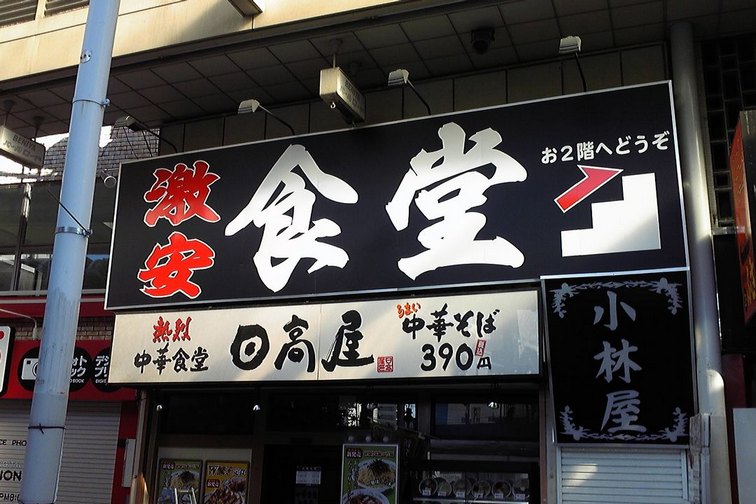 激安
食堂
お2階へどうぞ
熱烈
中華食堂
日高屋
うまい
中華そば
390円
小林屋